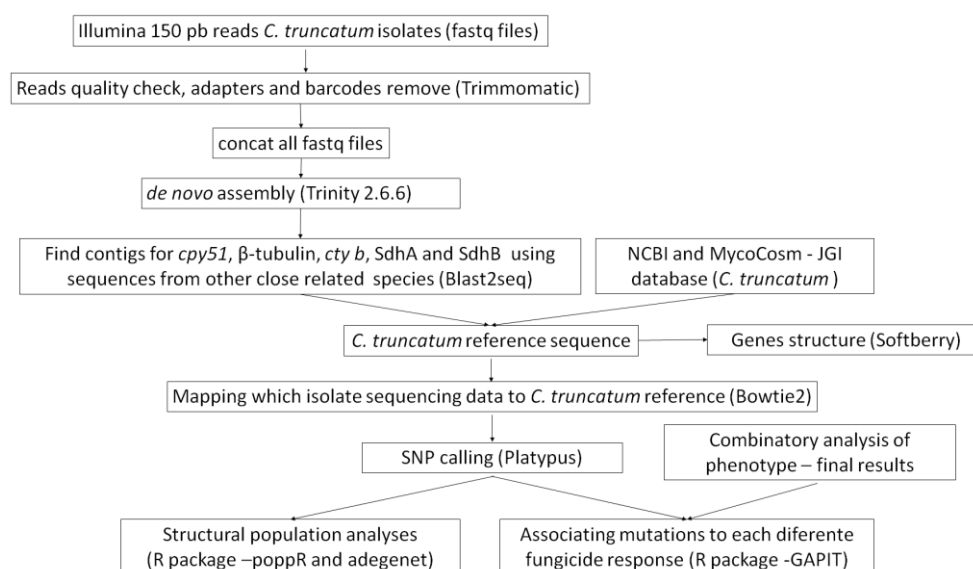 Illumina 150 pb reads C. truncatum isolates (fastq files)
Reads quality check, adapters and barcodes remove (Trimmomatic)
concat all fastq files
de novo assembly (Trinity 2.6.6)
Find contigs for cpy51, β-tubulin, cty b, SdhA and SdhB using
sequences from other close related species (Blast2seq)
NCBI and MycoCosm - JGI
database (C. truncatum )
C. truncatum reference sequence
Genes structure (Softberry)
Mapping which isolate sequencing data to C. truncatum reference (Bowtie2)
SNP calling (Platypus)
Combinatory analysis of
phenotype – final results
Structural population analyses
(R package –poppR and adegenet)
Associating mutations to each diferente
fungicide response (R package -GAPIT)